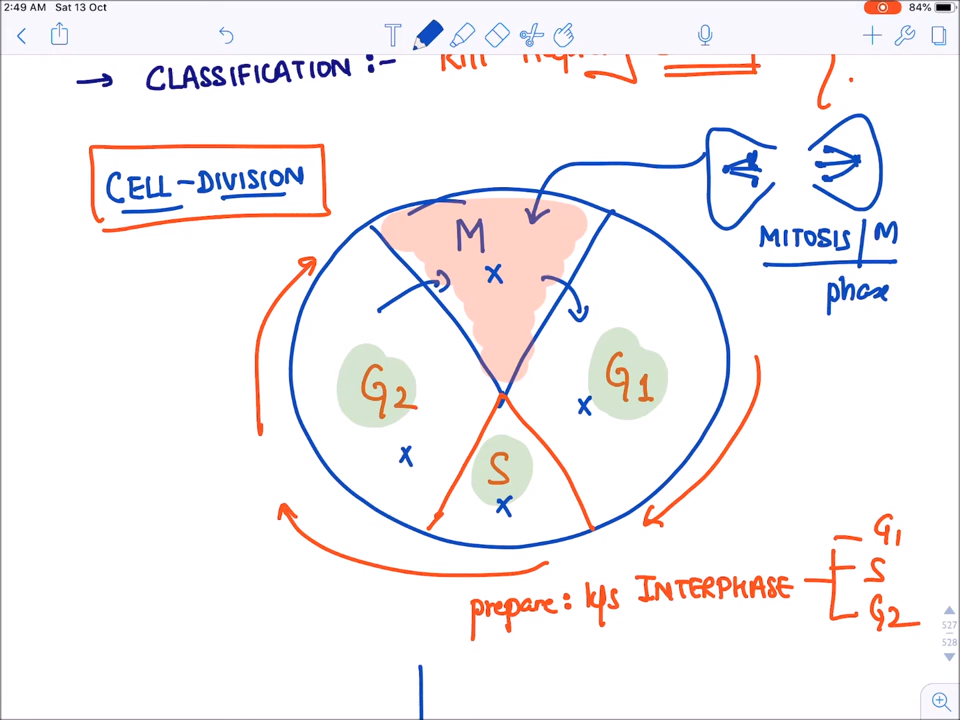 2:49 AM Sat 13 Oct
84%
→ CLASSIFICATION :- Kill
CELL-DIVISION
MITOSIS / M
phase
M
x
G2
x
G1
x
S
x
prepare: k/s INTERPHASE
G1
S
G2
527
528